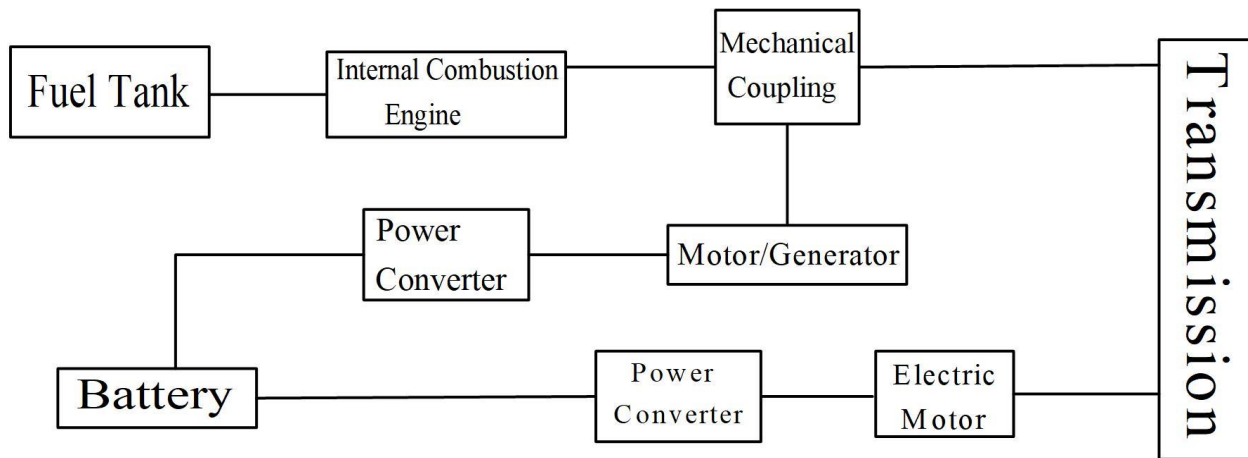 Fuel Tank
Internal Combustion
Engine
Mechanical
Coupling
Transmission
Power
Converter
Motor/Generator
Battery
Power
Converter
Electric
Motor